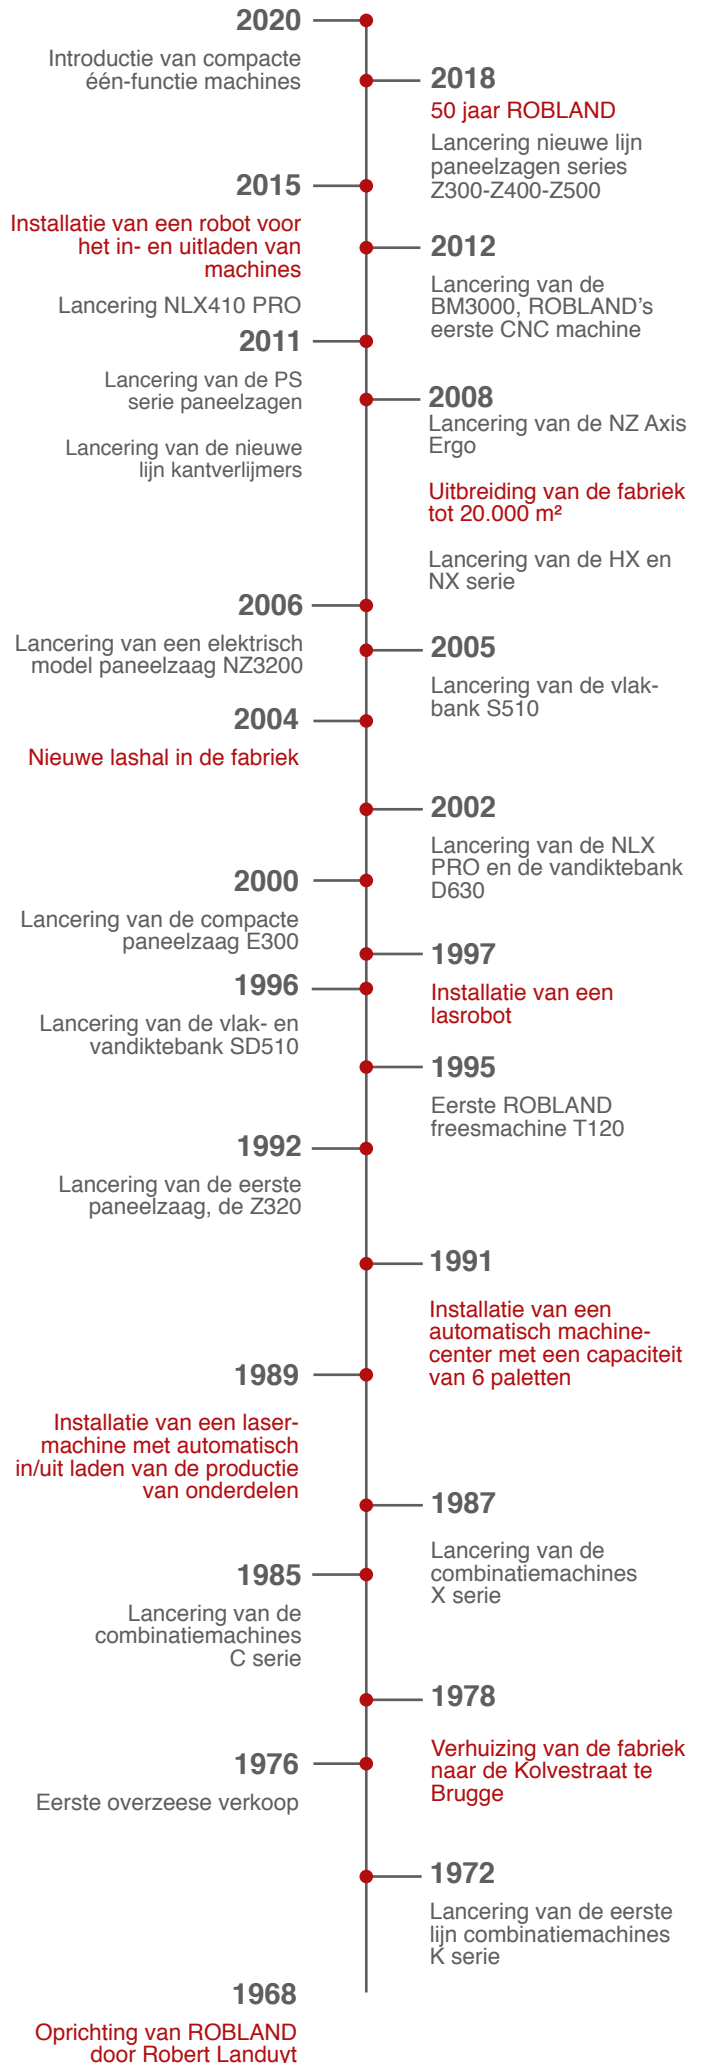 2020
Introductie van compacte
één-functie machines
2018
50 jaar ROBLAND
Lancering nieuwe lijn
paneelzagen series
Z300-Z400-Z500
2015
Installatie van een robot voor
het in- en uitladen van
machines
Lancering NLX410 PRO
2012
Lancering van de
BM3000, ROBLAND’s
eerste CNC machine
2011
Lancering van de PS
serie paneelzagen
Lancering van de nieuwe
lijn kantverlijmers
2008
Lancering van de NZ Axis
Ergo
Uitbreiding van de fabriek
tot 20.000 m²
Lancering van de HX en
NX serie
2006
Lancering van een elektrisch
model paneelzaag NZ3200
2005
Lancering van de vlak-
bank S510
2004
Nieuwe lashal in de fabriek
2002
Lancering van de NLX
PRO en de vandiktebank
D630
2000
Lancering van de compacte
paneelzaag E300
1997
Installatie van een
lasrobot
1996
Lancering van de vlak- en
vandiktebank SD510
1995
Eerste ROBLAND
freesmachine T120
1992
Lancering van de eerste
paneelzaag, de Z320
1991
Installatie van een
automatisch machine-
center met een capaciteit
van 6 paletten
1989
Installatie van een laser-
machine met automatisch
in/uit laden van de productie
van onderdelen
1987
Lancering van de
combinatiemachines
X serie
1985
Lancering van de
combinatiemachines
C serie
1978
Verhuizing van de fabriek
naar de Kolvestraat te
Brugge
1976
Eerste overzeese verkoop
1972
Lancering van de eerste
lijn combinatiemachines
K serie
1968
Oprichting van ROBLAND
door Robert Landuyt